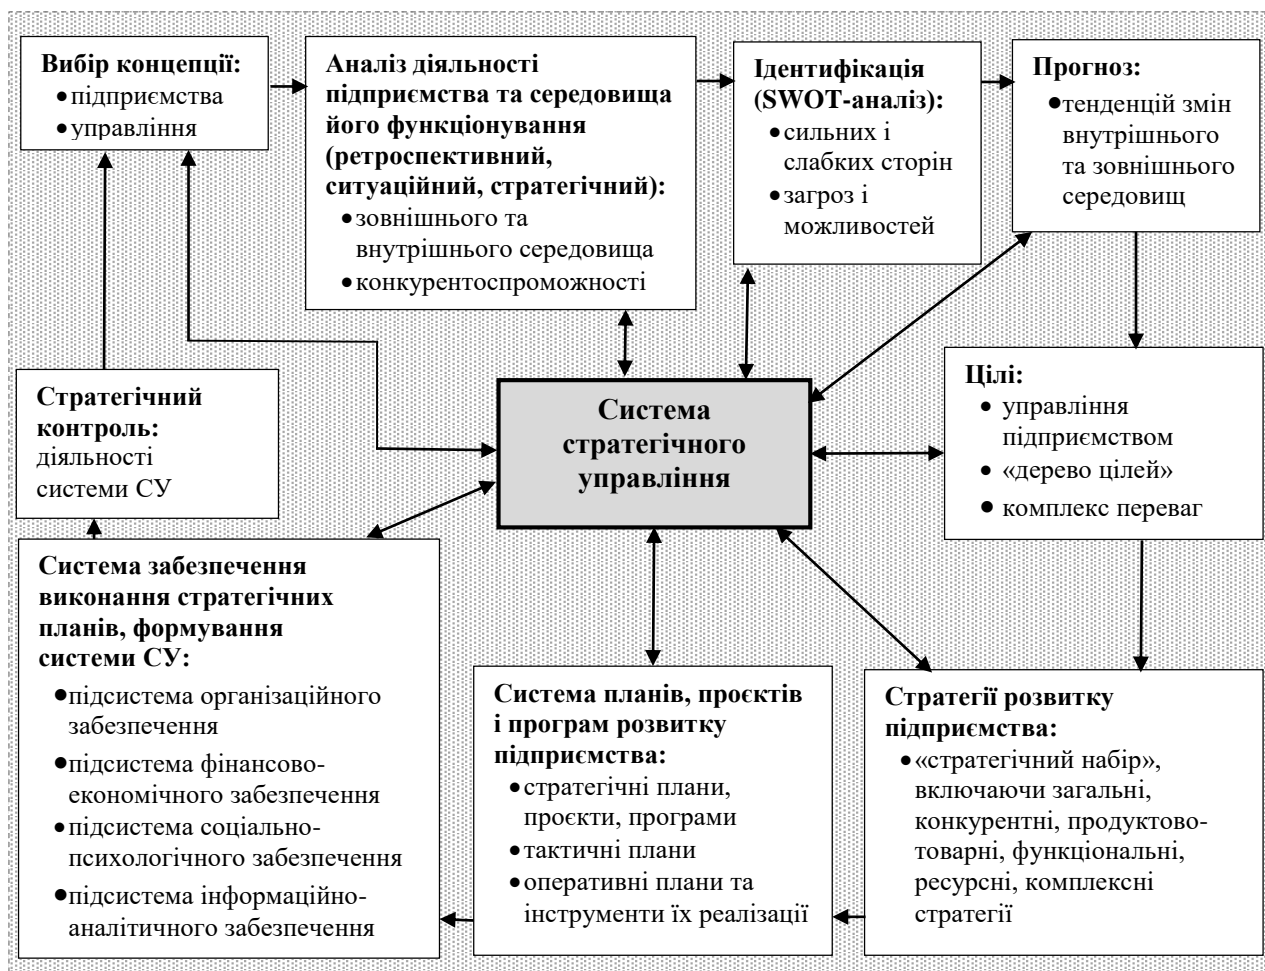 Вибір концепції:
• підприємства
• управління
Аналіз діяльності
підприємства та середовища
його функціонування
(ретроспективний,
ситуаційний, стратегічний):
• зовнішнього та
внутрішнього середовища
• конкурентоспроможності
Ідентифікація
(SWOT-аналіз):
• сильних і
слабких сторін
• загроз і
можливостей
Прогноз:
• тенденцій змін
внутрішнього
та зовнішнього
середовищ
Цілі:
• управління
підприємством
• «дерево цілей»
• комплекс переваг
Система
стратегічного
управління
Стратегічний
контроль:
діяльності
системи СУ
Система забезпечення
виконання стратегічних
планів, формування
системи СУ:
• підсистема організаційного
забезпечення
• підсистема фінансово-
економічного забезпечення
• підсистема соціально-
психологічного забезпечення
• підсистема інформаційно-
аналітичного забезпечення
Система планів, проєктів
і програм розвитку
підприємства:
• стратегічні плани,
проєкти, програми
• тактичні плани
• оперативні плани та
інструменти їх реалізації
Стратегії розвитку
підприємства:
• «стратегічний набір»,
включаючи загальні,
конкурентні, продуктово-
товарні, функціональні,
ресурсні, комплексні
стратегії